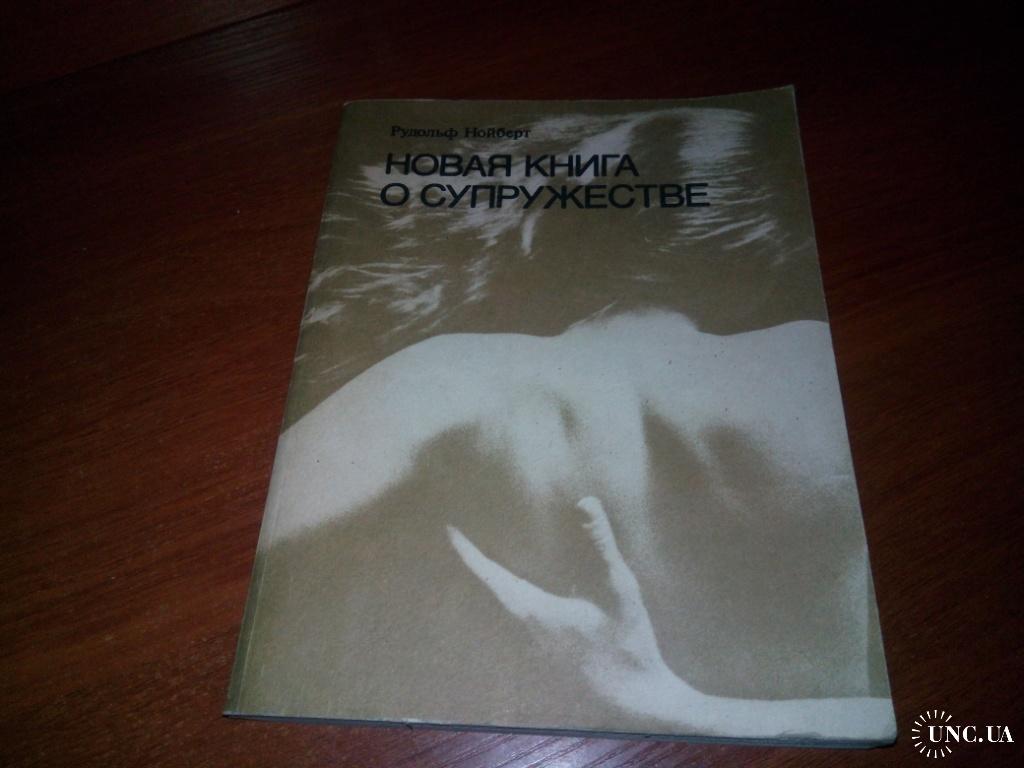 Рудольф Нойберт
НОВАЯ КНИГА
О СУПРУЖЕСТВЕ
UNC.UA